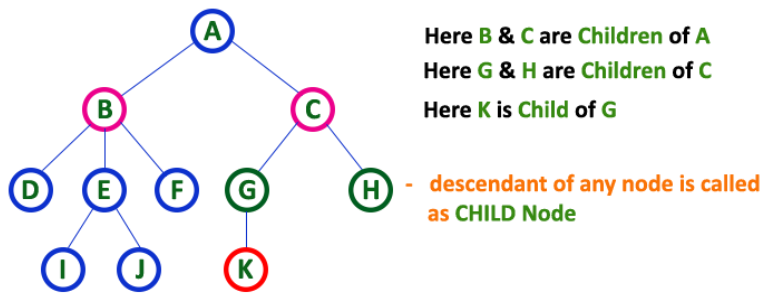 A
Here B & C are Children of A
Here G & H are Children of C
B
C
Here K is Child of G
D
E
F
G
H
- descendant of any node is called
as CHILD Node
I
J
K